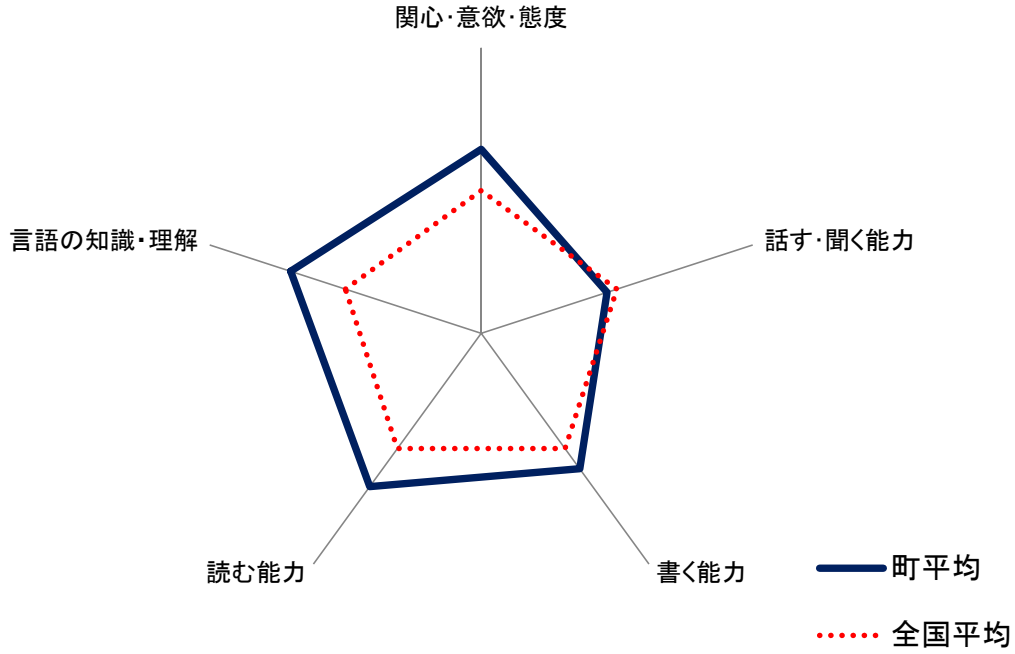 関心・意欲・態度
言語の知識・理解
話す・聞く能力
読む能力
書く能力
町平均
全国平均